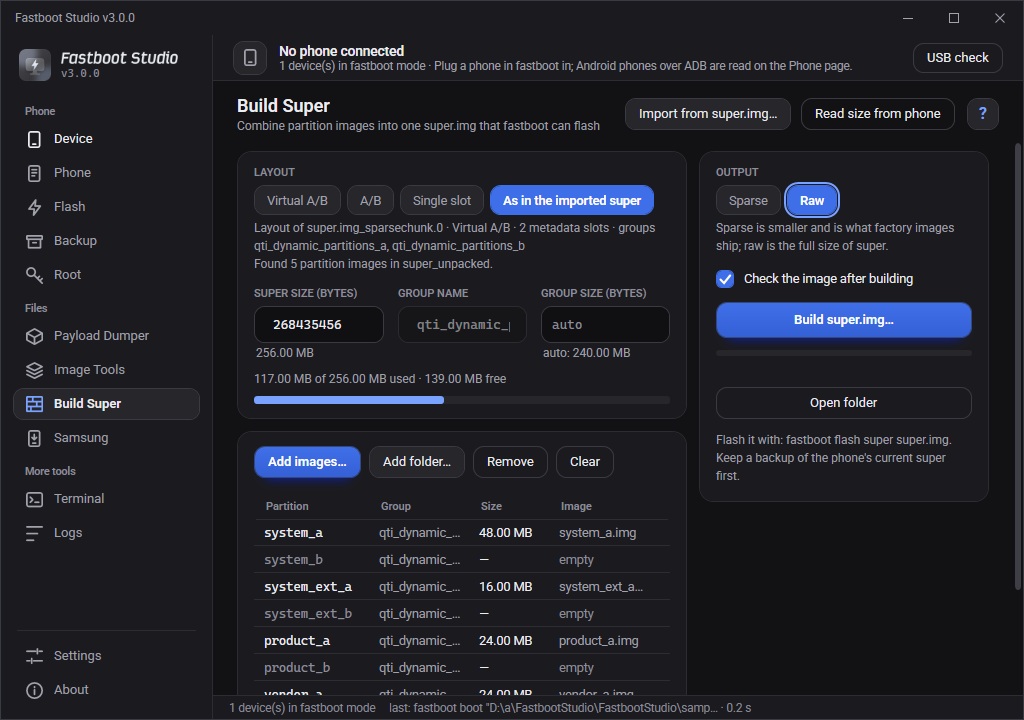 Fastboot Studio v3.0.0
Fastboot Studio
v3.0.0
Phone
Device
Phone
Flash
Backup
Root
Files
Payload Dumper
Image Tools
Build Super
Samsung
More tools
Terminal
Logs
Settings
About
No phone connected
1 device(s) in fastboot mode · Plug a phone in fastboot in; Android phones over ADB are read on the Phone page.
USB check
Build Super
Combine partition images into one super.img that fastboot can flash
Import from super.img...
Read size from phone
?
LAYOUT
Virtual A/B
A/B
Single slot
As in the imported super
Layout of super.img_sparsechunk.0 · Virtual A/B · 2 metadata slots · groups
qti_dynamic_partitions_a, qti_dynamic_partitions_b
Found 5 partition images in super_unpacked.
SUPER SIZE (BYTES) GROUP NAME GROUP SIZE (BYTES)
268435456 qti_dynamic_p auto
256.00 MB auto: 240.00 MB
117.00 MB of 256.00 MB used · 139.00 MB free
Add images... Add folder... Remove Clear
Partition Group Size Image
system_a qti_dynamic_... 48.00 MB system_a.img
system_b qti_dynamic_... — empty
system_ext_a qti_dynamic_... 16.00 MB system_ext_a...
system_ext_b qti_dynamic_... — empty
product_a qti_dynamic_... 24.00 MB product_a.img
product_b qti_dynamic_... — empty
vendor_a qti_dynamic_... 24.00 MB vendor_a.img
OUTPUT
Sparse
Raw
Sparse is smaller and is what factory images
ship; raw is the full size of super.
Check the image after building
Build super.img...
Open folder
Flash it with: fastboot flash super super.img.
Keep a backup of the phone's current super
first.
1 device(s) in fastboot mode last: fastboot boot "D:\a\FastbootStudio\FastbootStudio\samp... · 0.2 s